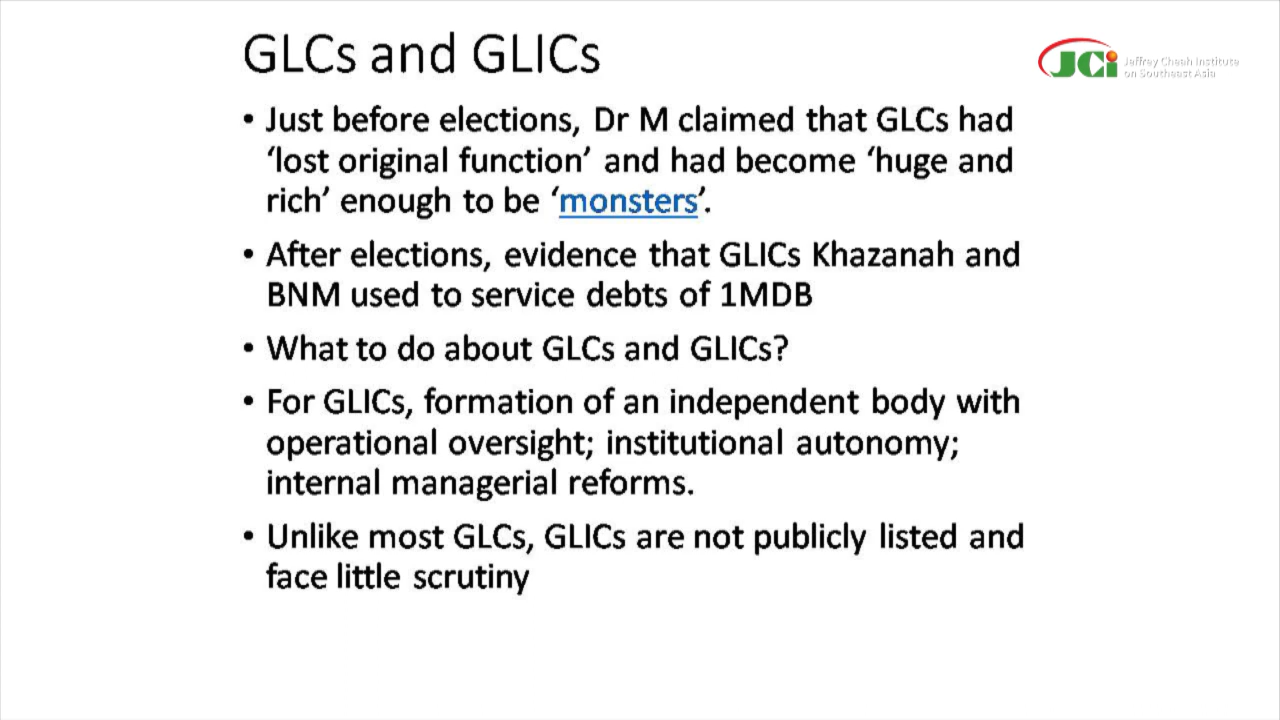 GLCs and GLICs
JCi Jeffrey Cheah Institute
on Southeast Asia
• Just before elections, Dr M claimed that GLCs had
‘lost original function’ and had become ‘huge and
rich’ enough to be ‘monsters’.
• After elections, evidence that GLICs Khazanah and
BNM used to service debts of 1MDB
• What to do about GLCs and GLICs?
• For GLICs, formation of an independent body with
operational oversight; institutional autonomy;
internal managerial reforms.
• Unlike most GLCs, GLICs are not publicly listed and
face little scrutiny